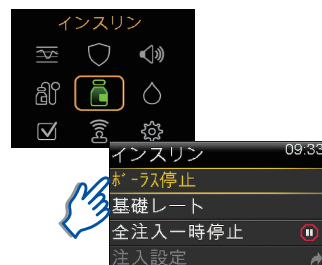 インスリン
インスリン 09:33
ボーラス停止
基礎レート
全注入一時停止
注入設定